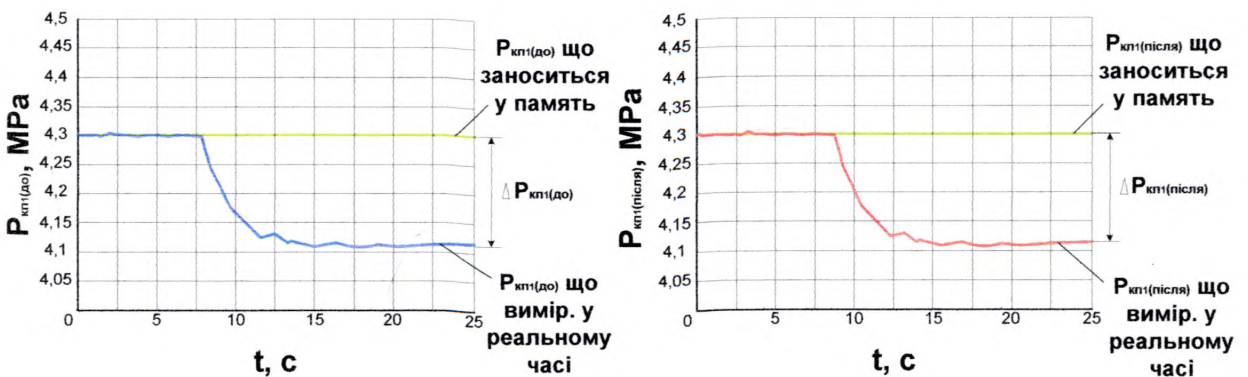 4,5
4,45
4,4
4,35
4,3
4,25
4,2
4,15
4,1
4,05
0
5
10
15
20
25
Pкп1(до), MPa
t, с
Pкп1(до) що
заноситься
у память
△ Pкп1(до)
Pкп1(до) що
вимір. у
реальному
часі
4,5
4,45
4,4
4,35
4,3
4,25
4,2
4,15
4,1
4,05
0
5
10
15
20
25
Pкп1(після), MPa
t, с
Pкп1(після) що
заноситься
у память
△ Pкп1(після)
Pкп1(після) що
вимір. у
реальному
часі